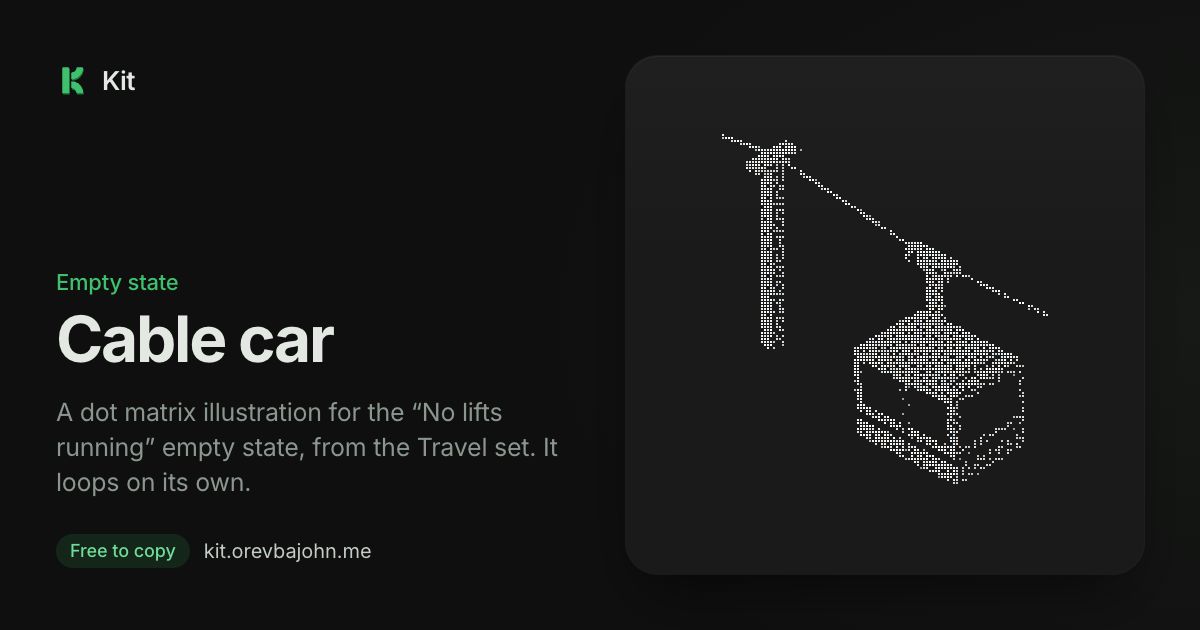 Kit
Empty state
Cable car
A dot matrix illustration for the “No lifts
running” empty state, from the Travel set. It
loops on its own.
Free to copy
kit.orevbajohn.me